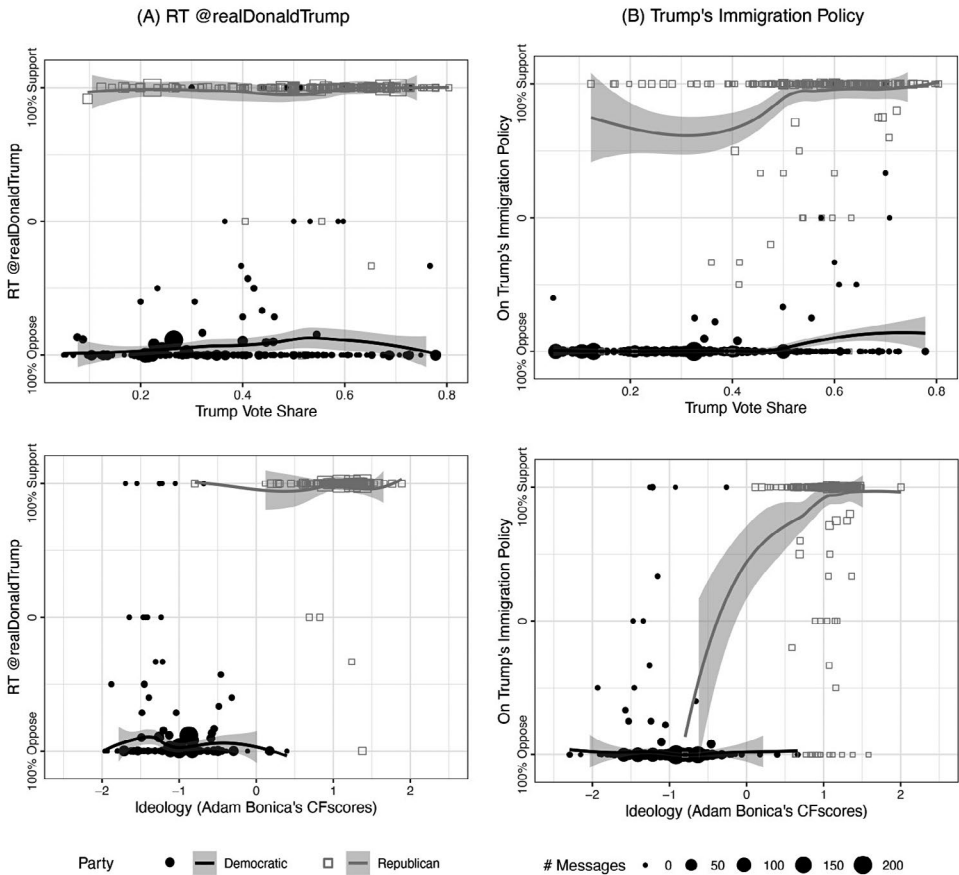 (A) RT @realDonaldTrump
(B) Trump's Immigration Policy
RT @realDonaldTrump
100% Support
0
100% Oppose
0.2 0.4 0.6 0.8
Trump Vote Share
On Trump's Immigration Policy
100% Support
0
100% Oppose
0.2 0.4 0.6 0.8
Trump Vote Share
RT @realDonaldTrump
100% Support
0
100% Oppose
−2 −1 0 1 2
Ideology (Adam Bonica's CFscores)
On Trump's Immigration Policy
100% Support
0
100% Oppose
−2 −1 0 1 2
Ideology (Adam Bonica's CFscores)
Party Democratic Republican
# Messages 0 50 100 150 200